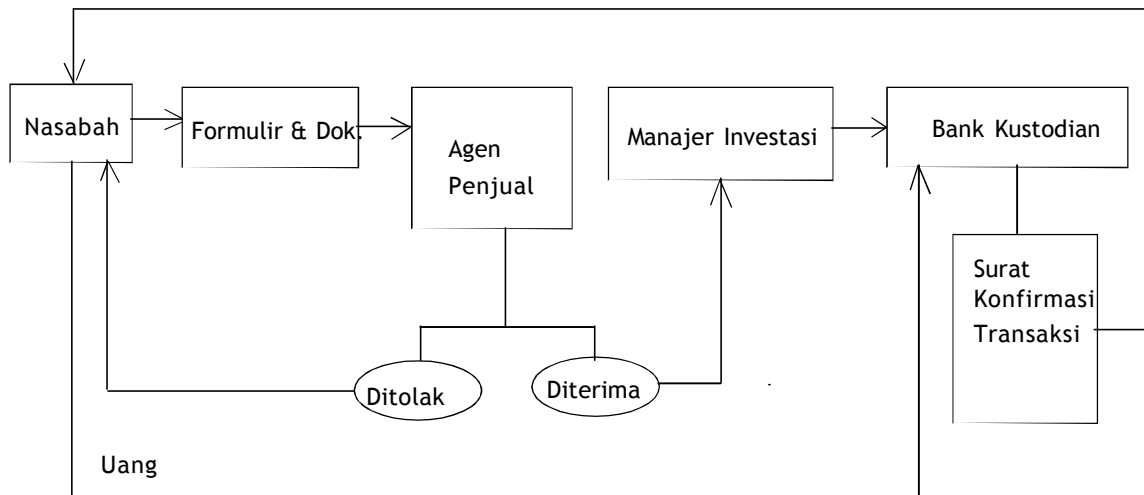 Nasabah
Formulir & Dok.
Agen
Penjual
Manajer Investasi
Bank Kustodian
Surat
Konfirmasi
Transaksi
Ditolak
Diterima
Uang